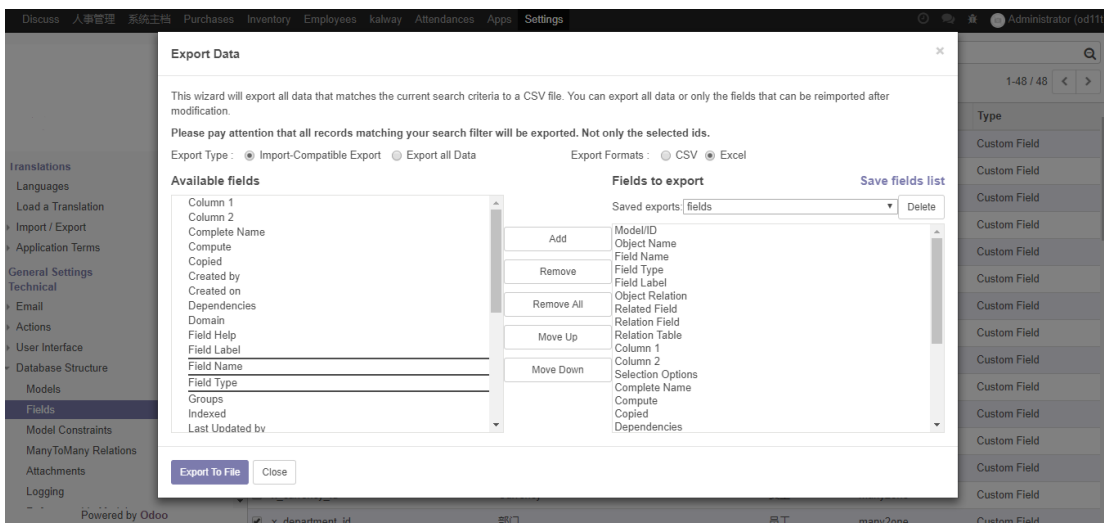 Discuss 人事管理 系统主档 Purchases Inventory Employees kalway Attendances Apps Settings Administrator (od11t
Export Data ×
1-48 / 48
This wizard will export all data that matches the current search criteria to a CSV file. You can export all data or only the fields that can be reimported after
modification.
Please pay attention that all records matching your search filter will be exported. Not only the selected ids.
Export Type : Import-Compatible Export Export all Data Export Formats : CSV Excel
Available fields
Column 1
Column 2
Complete Name
Compute
Copied
Created by
Created on
Dependencies
Domain
Field Help
Field Label
Field Name
Field Type
Groups
Indexed
Last Updated by
Add
Remove
Remove All
Move Up
Move Down
Fields to export Save fields list
Saved exports: fields Delete
Model/ID
Object Name
Field Name
Field Type
Field Label
Object Relation
Related Field
Relation Field
Relation Table
Column 1
Column 2
Selection Options
Complete Name
Compute
Copied
Dependencies
Export To File Close
Translations
Languages
Load a Translation
Import / Export
Application Terms
General Settings
Technical
Email
Actions
User Interface
Database Structure
Models
Fields
Model Constraints
ManyToMany Relations
Attachments
Logging
Powered by Odoo
Type
Custom Field
Custom Field
Custom Field
Custom Field
Custom Field
Custom Field
Custom Field
Custom Field
Custom Field
Custom Field
Custom Field
Custom Field
Custom Field
Custom Field
x_department_id 部门 员工 many2one Custom Field